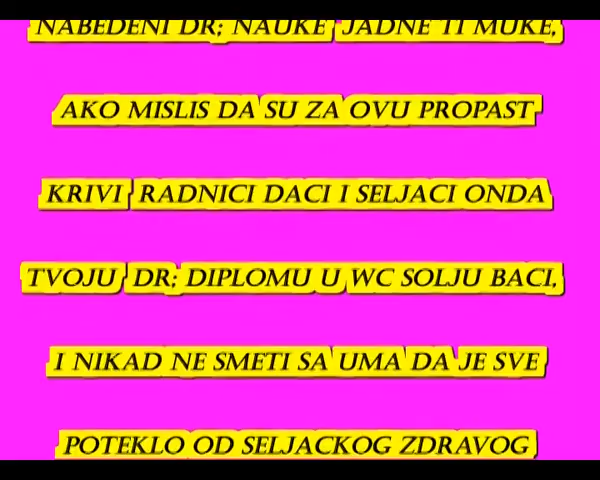 NABEDENI DR; NAUKE JADNE TI MUKE,
AKO MISLIS DA SU ZA OVU PROPAST
KRIVI RADNICI DACI I SELJACI ONDA
TVOJU DR; DIPLOMU U WC SOLJU BACI,
I NIKAD NE SMETI SA UMA DA JE SVE
POTEKLO OD SELJACKOG ZDRAVOG